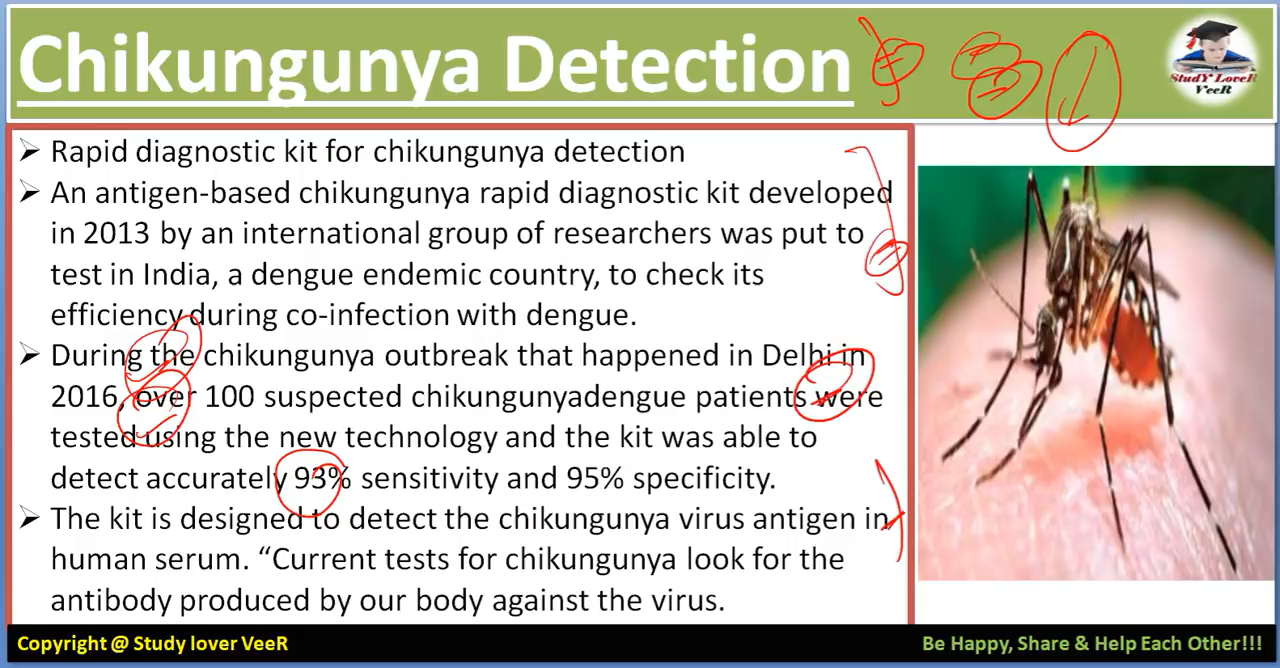 Chikungunya Detection
StudY LoveR
VeeR
➢ Rapid diagnostic kit for chikungunya detection
➢ An antigen-based chikungunya rapid diagnostic kit developed
in 2013 by an international group of researchers was put to
test in India, a dengue endemic country, to check its
efficiency during co-infection with dengue.
➢ During the chikungunya outbreak that happened in Delhi in
2016, over 100 suspected chikungunyadengue patients were
tested using the new technology and the kit was able to
detect accurately 93% sensitivity and 95% specificity.
➢ The kit is designed to detect the chikungunya virus antigen in
human serum. “Current tests for chikungunya look for the
antibody produced by our body against the virus.
Copyright @ Study lover VeeR
Be Happy, Share & Help Each Other!!!